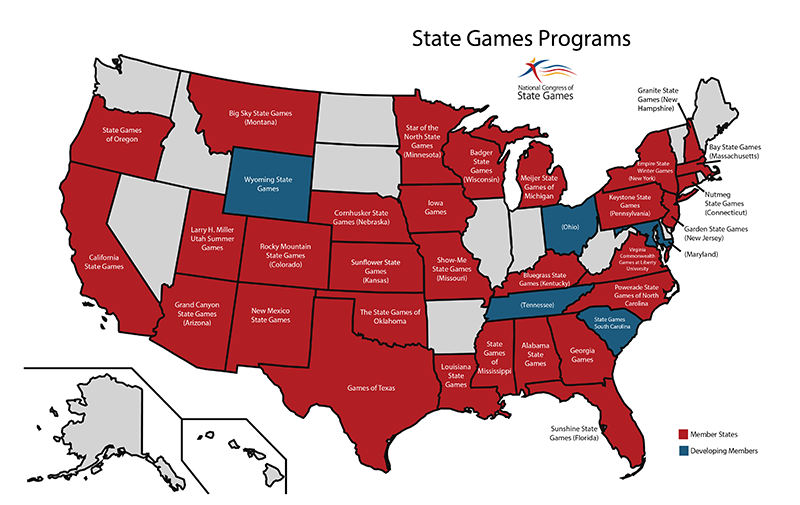 State Games Programs
National Congress of
State Games
Granite State
Games (New
Hampshire)
Big Sky State Games
(Montana)
State Games
of Oregon
Star of the
North State
Games
(Minnesota)
Badger
State
Games
(Wisconsin)
Meijer State
Games of
Michigan
Empire State
Winter Games
(New York)
Bay State Games
(Massachusetts)
Wyoming State
Games
Nutmeg
State Games
(Connecticut)
Keystone State
Games
(Pennsylvania)
Iowa
Games
Cornhusker State
Games (Nebraska)
Larry H. Miller
Utah Summer
Games
(Ohio)
Garden State Games
(New Jersey)
Rocky Mountain
State Games
(Colorado)
California
State Games
Sunflower State
Games
(Kansas)
Show-Me
State Games
(Missouri)
(Maryland)
Virginia
Commonwealth
Games at Liberty
University
Bluegrass State
Games (Kentucky)
Powerade State
Games of North
Carolina
Grand Canyon
State Games
(Arizona)
New Mexico
State Games
The State Games of
Oklahoma
(Tennessee)
State Games
South Carolina
State
Games
of
Mississippi
Alabama
State
Games
Georgia
Games
Louisiana
State
Games
Games of Texas
Sunshine State
Games (Florida)
Member States
Developing Members